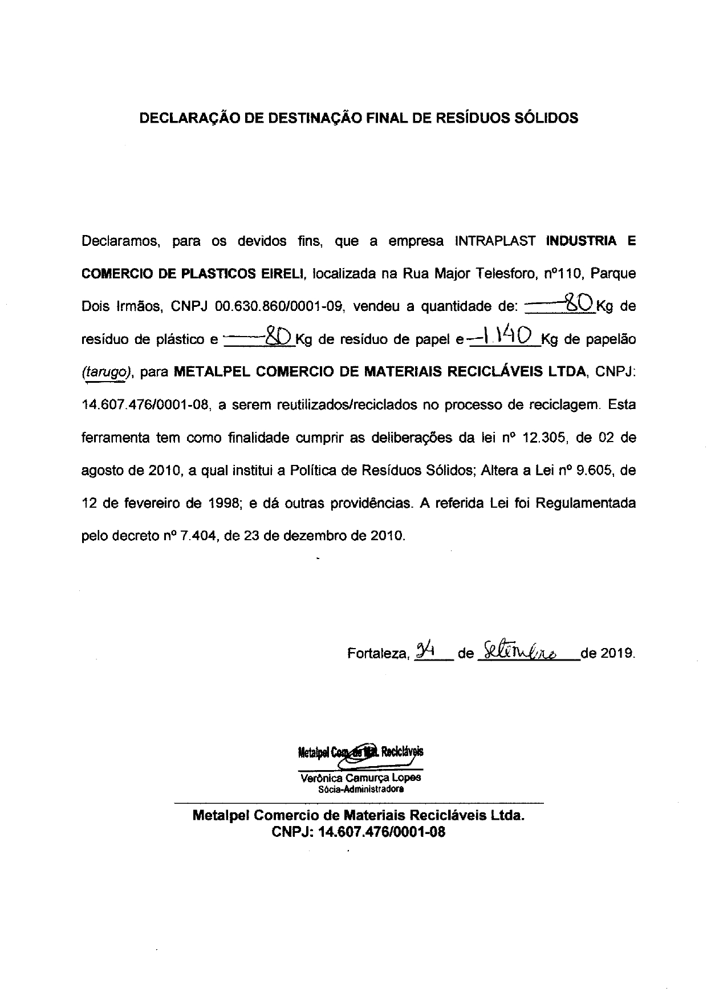 DECLARAÇÃO DE DESTINAÇÃO FINAL DE RESÍDUOS SÓLIDOS
Declaramos, para os devidos fins, que a empresa INTRAPLAST INDUSTRIA E
COMERCIO DE PLASTICOS EIRELI, localizada na Rua Major Telesforo, nº110, Parque
Dois Irmãos, CNPJ 00.630.860/0001-09, vendeu a quantidade de: 80 Kg de
resíduo de plástico e 80 Kg de resíduo de papel e 1.140 Kg de papelão
(tarugo), para METALPEL COMERCIO DE MATERIAIS RECICLÁVEIS LTDA, CNPJ:
14.607.476/0001-08, a serem reutilizados/reciclados no processo de reciclagem. Esta
ferramenta tem como finalidade cumprir as deliberações da lei nº 12.305, de 02 de
agosto de 2010, a qual institui a Política de Resíduos Sólidos; Altera a Lei nº 9.605, de
12 de fevereiro de 1998; e dá outras providências. A referida Lei foi Regulamentada
pelo decreto nº 7.404, de 23 de dezembro de 2010.
Fortaleza, 24 de Setembro de 2019.
Metalpel Com. de Mat. Recicláveis
Verônica Camurça Lopes
Sócia-Administradora
Metalpel Comercio de Materiais Recicláveis Ltda.
CNPJ: 14.607.476/0001-08